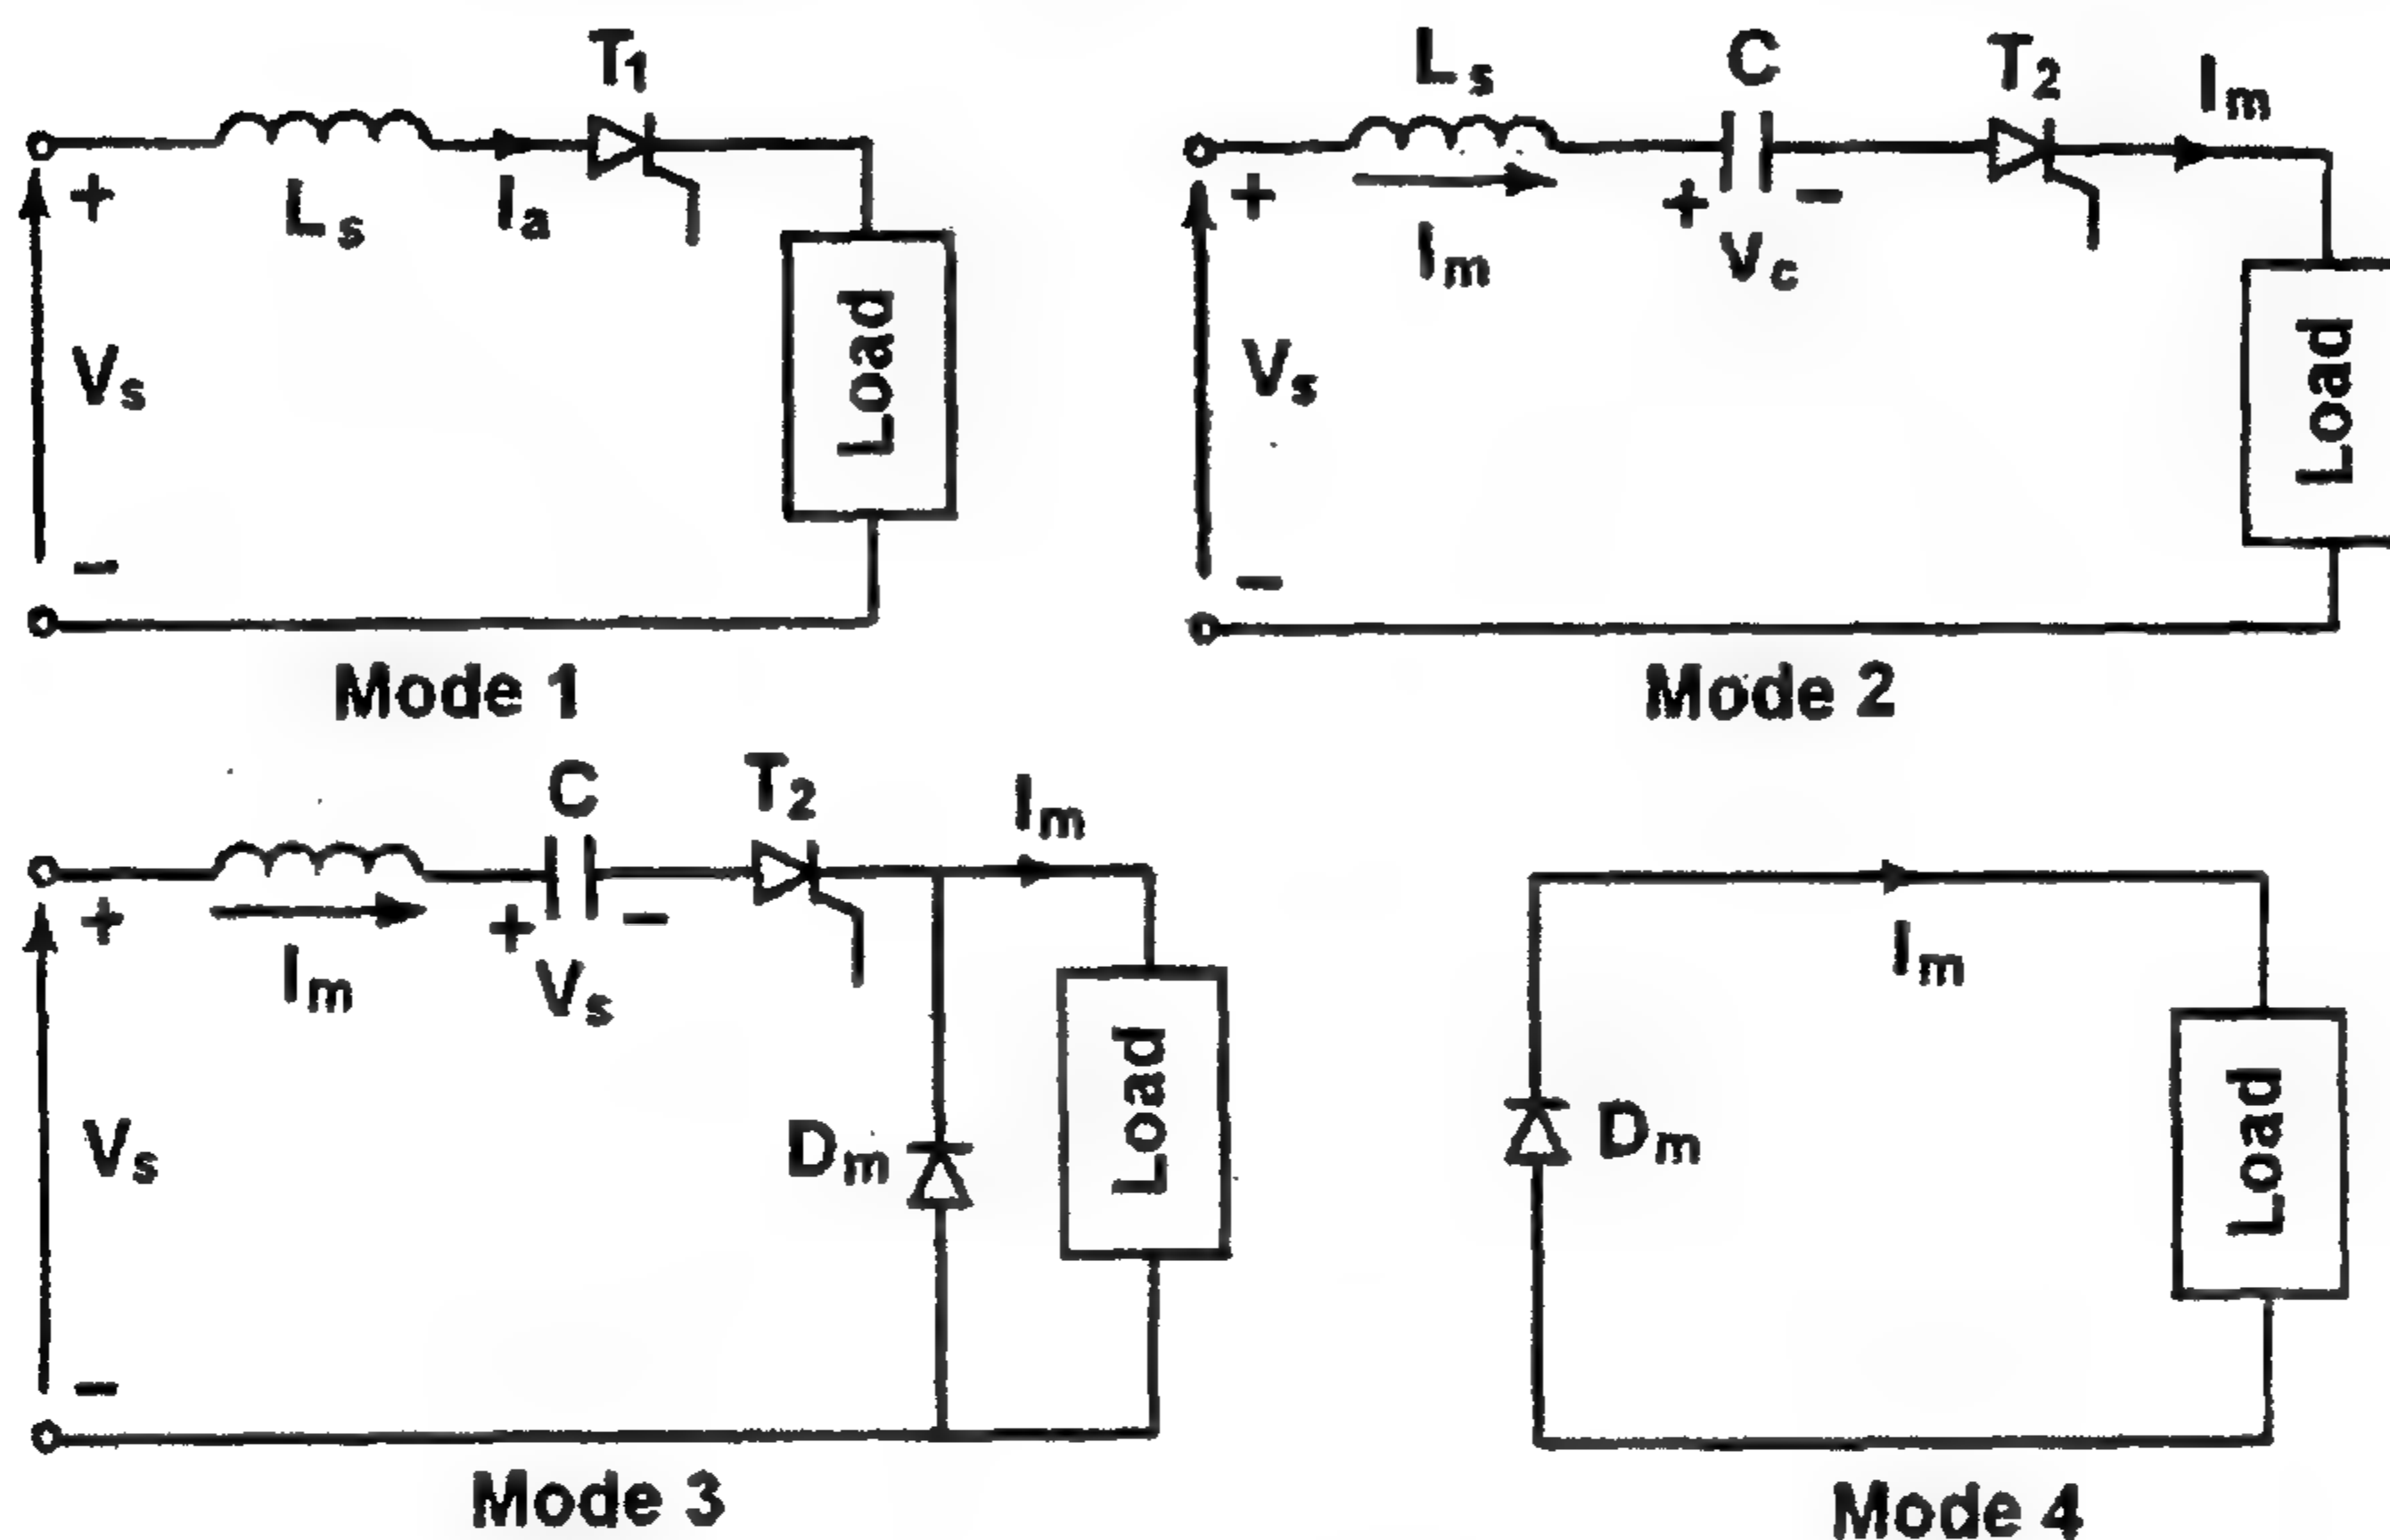 T1
+
Ls
Ia
Vs
Load
−
Mode 1
Ls
C
T2
Im
+
Im
+
−
Vc
Vs
Load
−
Mode 2
C
T2
Im
+
Im
+
−
Vs
Vs
Dm
Load
−
Mode 3
Im
Dm
Load
Mode 4